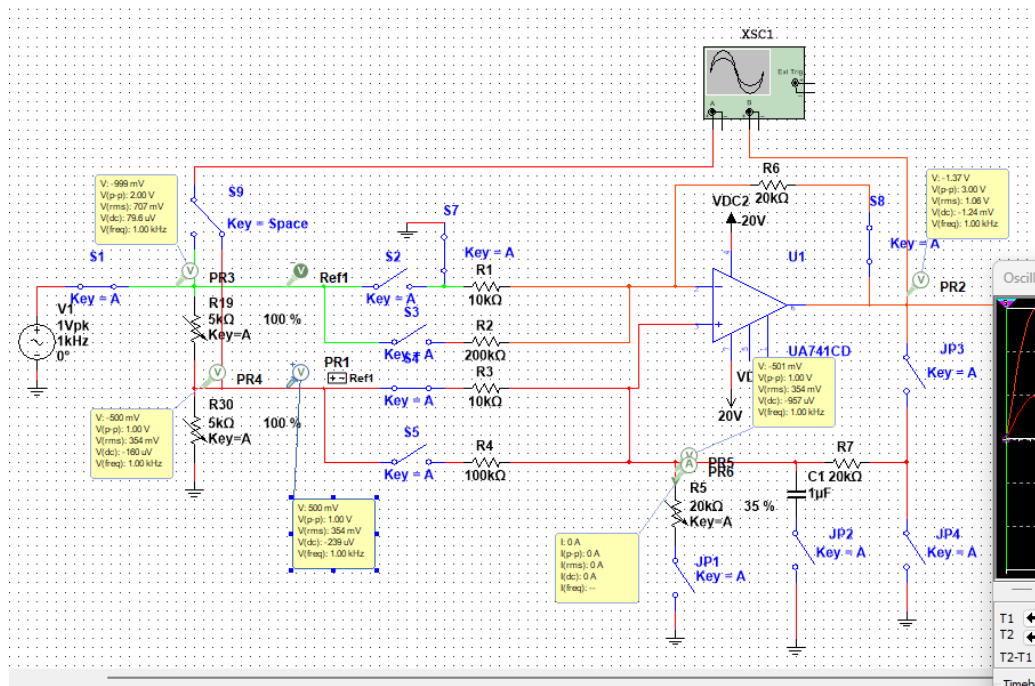 XSC1
Ext Trig
A
B
V: -999 mV
V(p-p): 2.00 V
V(rms): 707 mV
V(dc): 79.6 uV
V(freq): 1.00 kHz
S9
Key = Space
S7
Key = A
R6
20kΩ
VDC2
-20V
S8
Key = A
V: -1.37 V
V(p-p): 3.00 V
V(rms): 1.06 V
V(dc): -1.24 mV
V(freq): 1.00 kHz
S1
Key = A
PR3
Ref1
S2
Key = A
R1
10kΩ
U1
PR2
Oscill
V1
1Vpk
1kHz
0°
R19
5kΩ
Key=A
100 %
S3
Key = A
R2
200kΩ
UA741CD
PR4
PR1
Ref1
S4
Key = A
R3
10kΩ
VD
20V
V: -501 mV
V(p-p): 1.00 V
V(rms): 354 mV
V(dc): -957 uV
V(freq): 1.00 kHz
JP3
Key = A
V: -500 mV
V(p-p): 1.00 V
V(rms): 354 mV
V(dc): -160 uV
V(freq): 1.00 kHz
R30
5kΩ
Key=A
100 %
S5
Key = A
R4
100kΩ
PR5
PR6
R7
20kΩ
C1
1µF
V: 500 mV
V(p-p): 1.00 V
V(rms): 354 mV
V(dc): -239 uV
V(freq): 1.00 kHz
R5
20kΩ
Key=A
35 %
I: 0 A
I(p-p): 0 A
I(rms): 0 A
I(dc): 0 A
I(freq): --
JP1
Key = A
JP2
Key = A
JP4
Key = A
T1
T2
T2-T1
Timeb